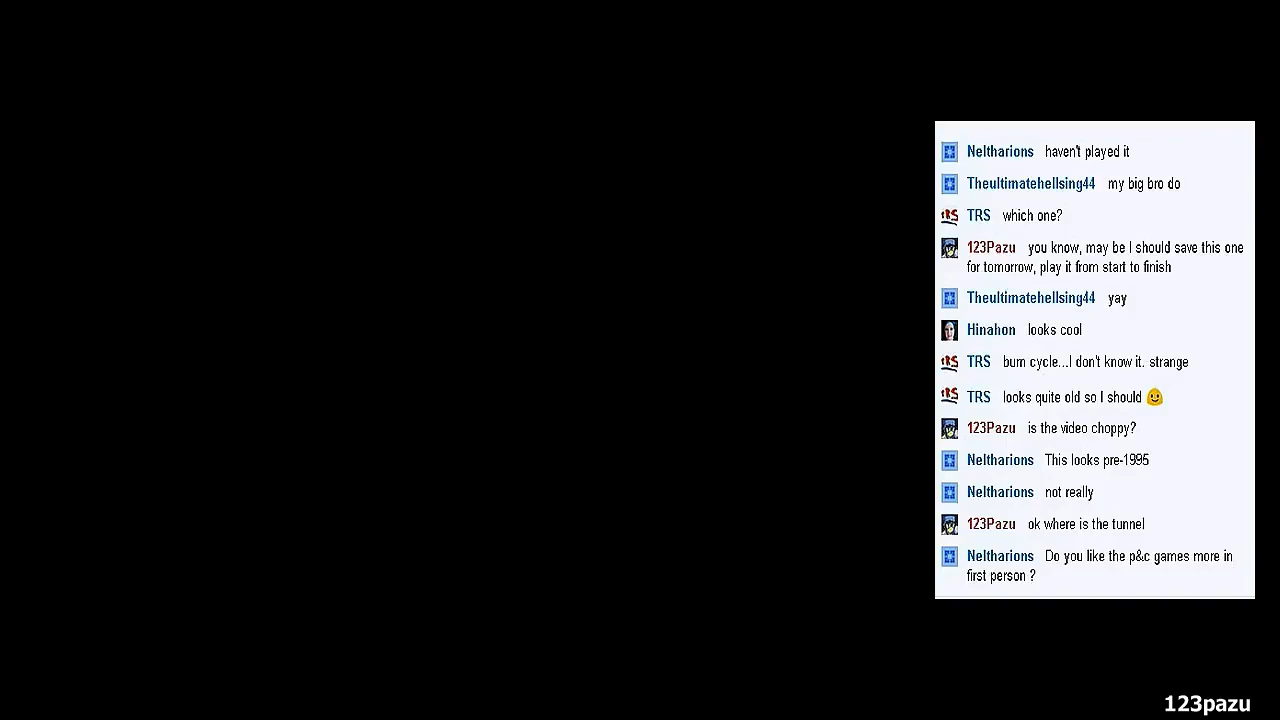 Neltharions haven't played it
Theultimatehellsing44 my big bro do
TRS which one?
123Pazu you know, may be I should save this one
for tomorrow, play it from start to finish
Theultimatehellsing44 yay
Hinahon looks cool
TRS burn cycle...I don't know it. strange
TRS looks quite old so I should
123Pazu is the video choppy?
Neltharions This looks pre-1995
Neltharions not really
123Pazu ok where is the tunnel
Neltharions Do you like the p&c games more in
first person ?
123pazu